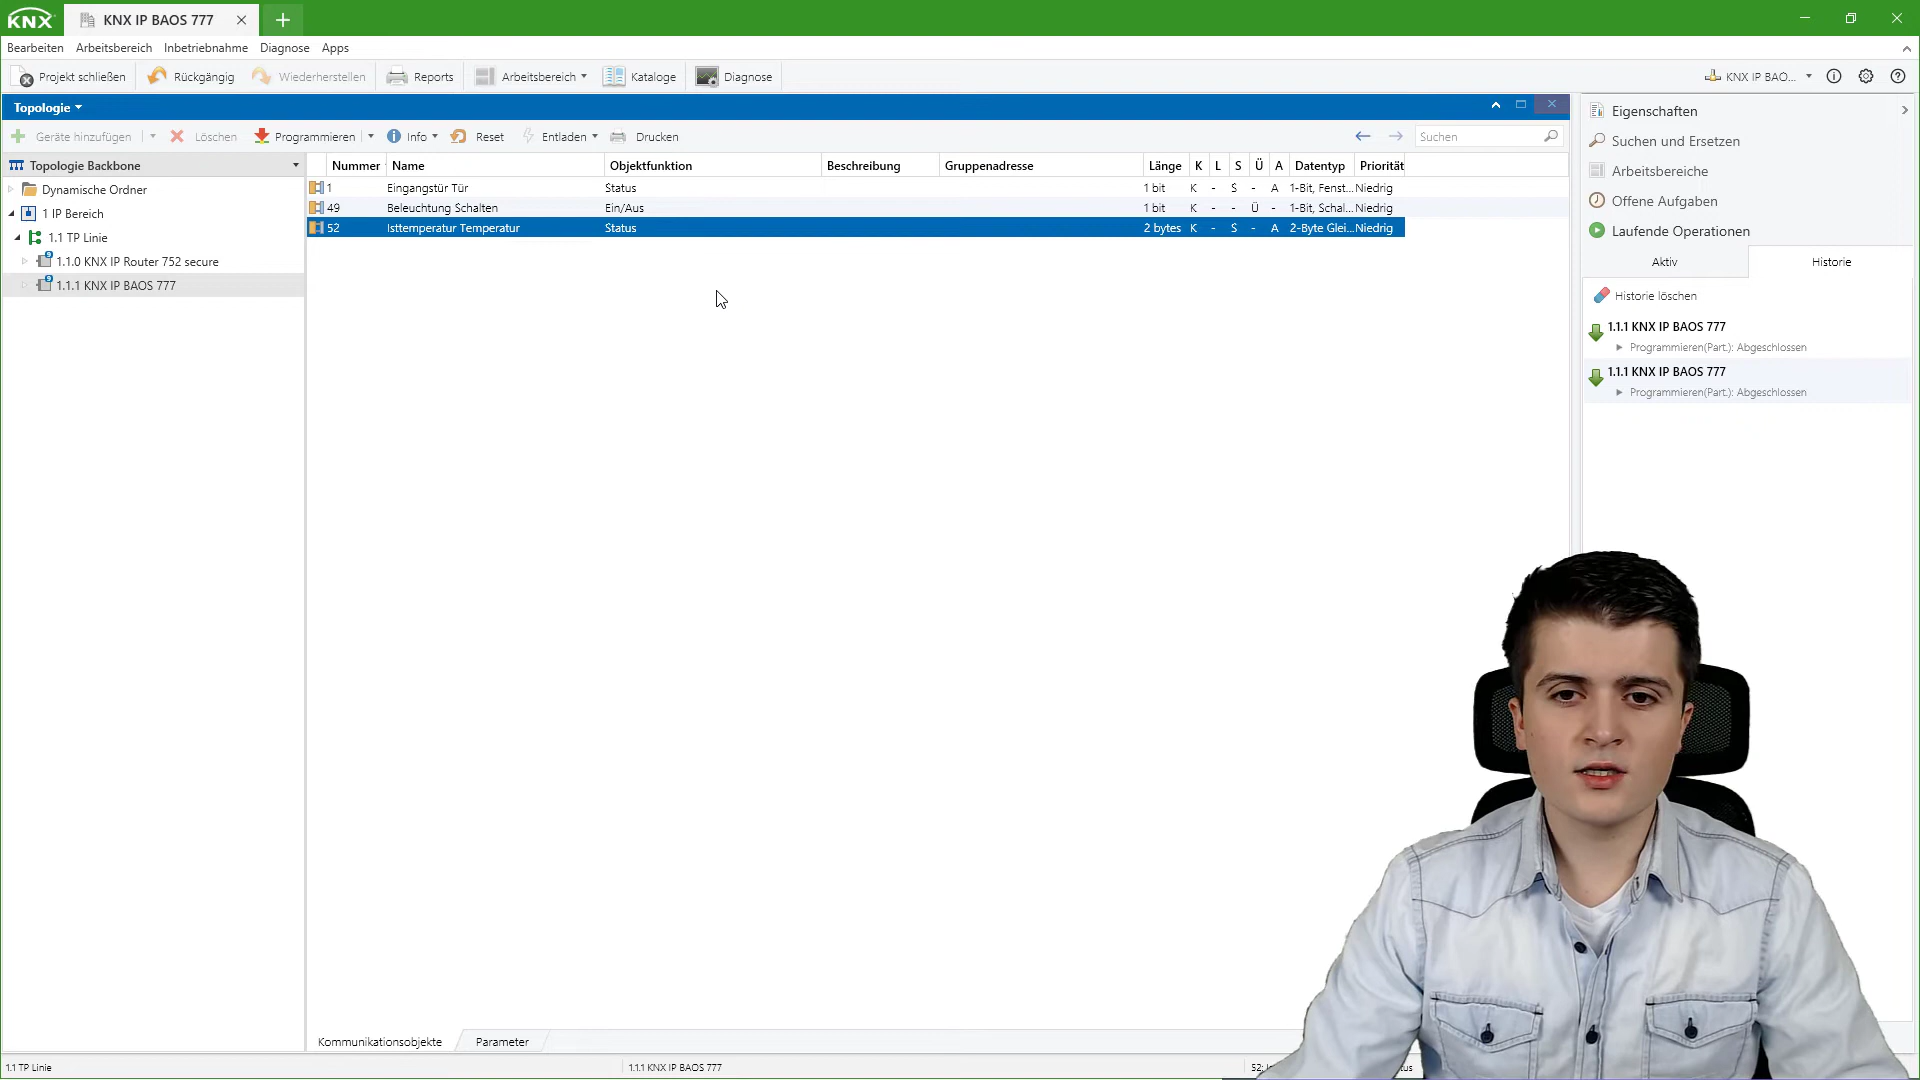 KNX KNX IP BAOS 777
Bearbeiten Arbeitsbereich Inbetriebnahme Diagnose Apps
Projekt schließen Rückgängig Wiederherstellen Reports Arbeitsbereich Kataloge Diagnose KNX IP BAO...
Topologie
Geräte hinzufügen Löschen Programmieren Info Reset Entladen Drucken Suchen
Topologie Backbone
Dynamische Ordner
1 IP Bereich
1.1 TP Linie
1.1.0 KNX IP Router 752 secure
1.1.1 KNX IP BAOS 777
Nummer Name Objektfunktion Beschreibung Gruppenadresse Länge K L S Ü A Datentyp Priorität
1 Eingangstür Tür Status 1 bit K - S - A 1-Bit, Fenst... Niedrig
49 Beleuchtung Schalten Ein/Aus 1 bit K - - Ü - 1-Bit, Schal... Niedrig
52 Isttemperatur Temperatur Status 2 bytes K - S - A 2-Byte Glei... Niedrig
Eigenschaften
Suchen und Ersetzen
Arbeitsbereiche
Offene Aufgaben
Laufende Operationen
Aktiv Historie
Historie löschen
1.1.1 KNX IP BAOS 777
Programmieren(Part.): Abgeschlossen
1.1.1 KNX IP BAOS 777
Programmieren(Part.): Abgeschlossen
Kommunikationsobjekte Parameter
1.1 TP Linie 1.1.1 KNX IP BAOS 777 52: